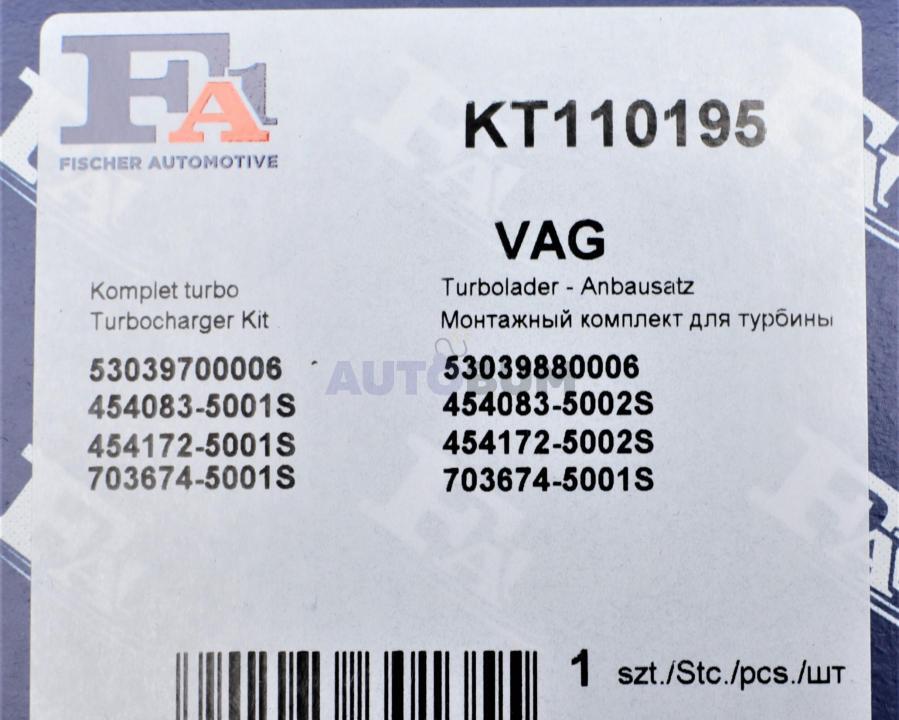 FA1
FISCHER AUTOMOTIVE
KT110195
VAG
Komplet turbo
Turbocharger Kit
Turbolader - Anbausatz
Монтажный комплект для турбины
53039700006 53039880006
454083-5001S 454083-5002S
454172-5001S 454172-5002S
703674-5001S 703674-5001S
AUTOBUM
1 szt./Stc./pcs./шт